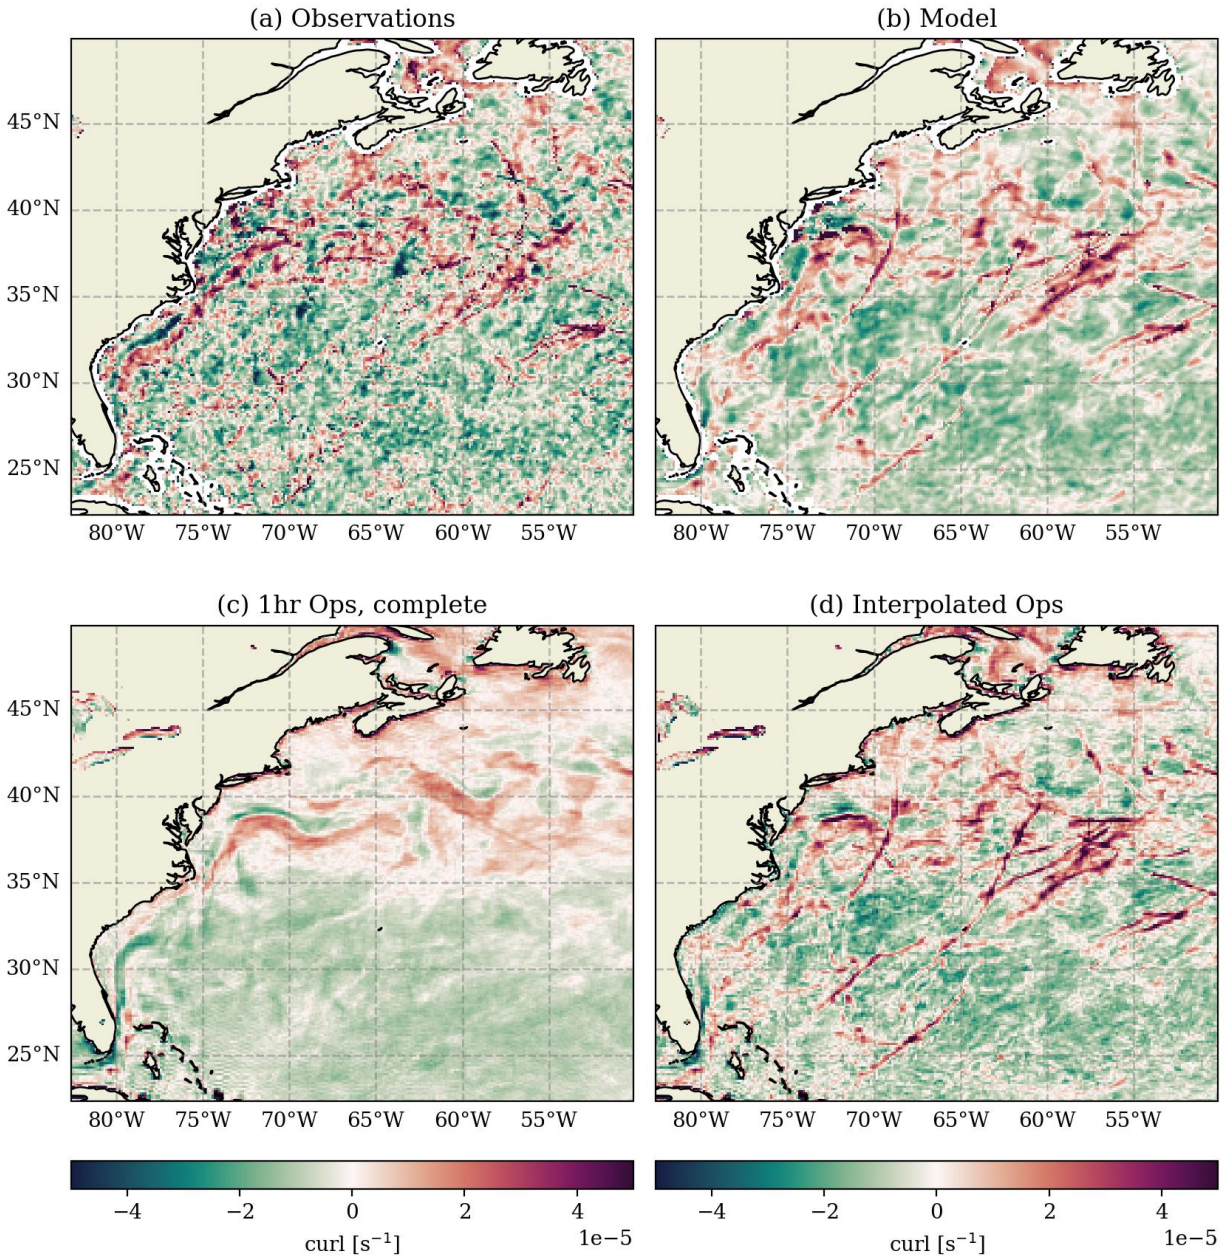 (a) Observations
(b) Model
45°N
40°N
35°N
30°N
25°N
80°W 75°W 70°W 65°W 60°W 55°W
80°W 75°W 70°W 65°W 60°W 55°W
(c) 1hr Ops, complete
(d) Interpolated Ops
45°N
40°N
35°N
30°N
25°N
80°W 75°W 70°W 65°W 60°W 55°W
80°W 75°W 70°W 65°W 60°W 55°W
−4 −2 0 2 4
1e−5
curl [s⁻¹]
−4 −2 0 2 4
1e−5
curl [s⁻¹]